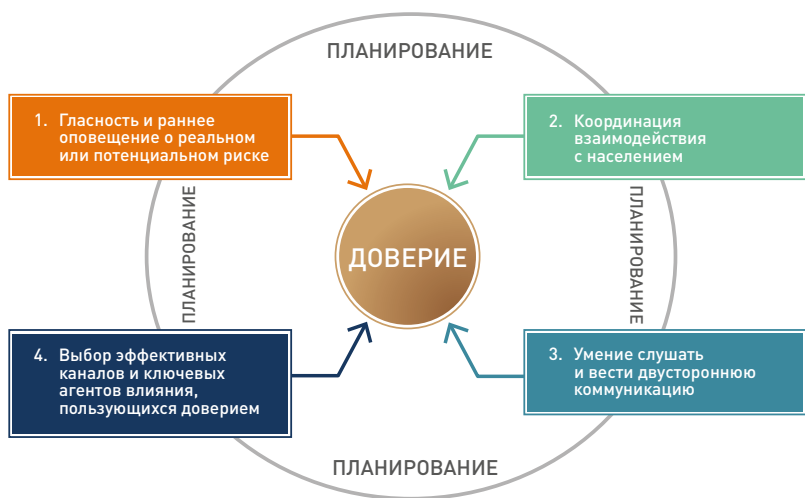 ПЛАНИРОВАНИЕ
1. Гласность и раннее
оповещение о реальном
или потенциальном риске
2. Координация
взаимодействия
с населением
ПЛАНИРОВАНИЕ
ДОВЕРИЕ
ПЛАНИРОВАНИЕ
4. Выбор эффективных
каналов и ключевых
агентов влияния,
пользующихся доверием
3. Умение слушать
и вести двустороннюю
коммуникацию
ПЛАНИРОВАНИЕ